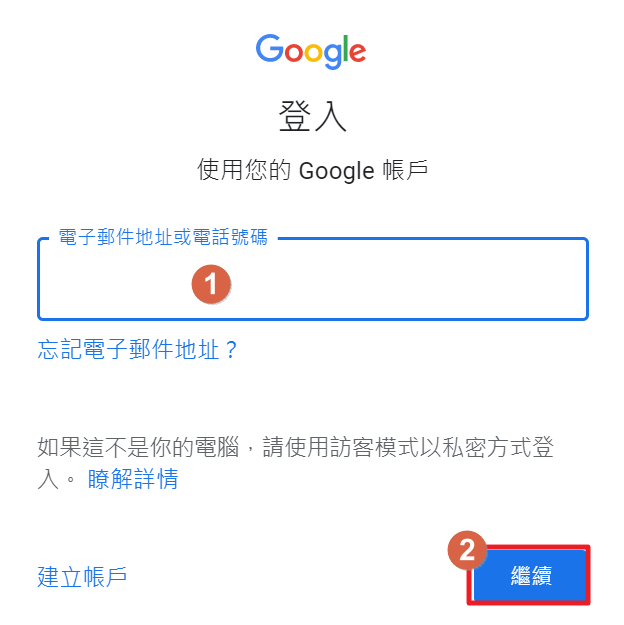 Google
登入
使用您的 Google 帳戶
電子郵件地址或電話號碼
1
忘記電子郵件地址？
如果這不是你的電腦，請使用訪客模式以私密方式登
入。 瞭解詳情
2
建立帳戶 繼續